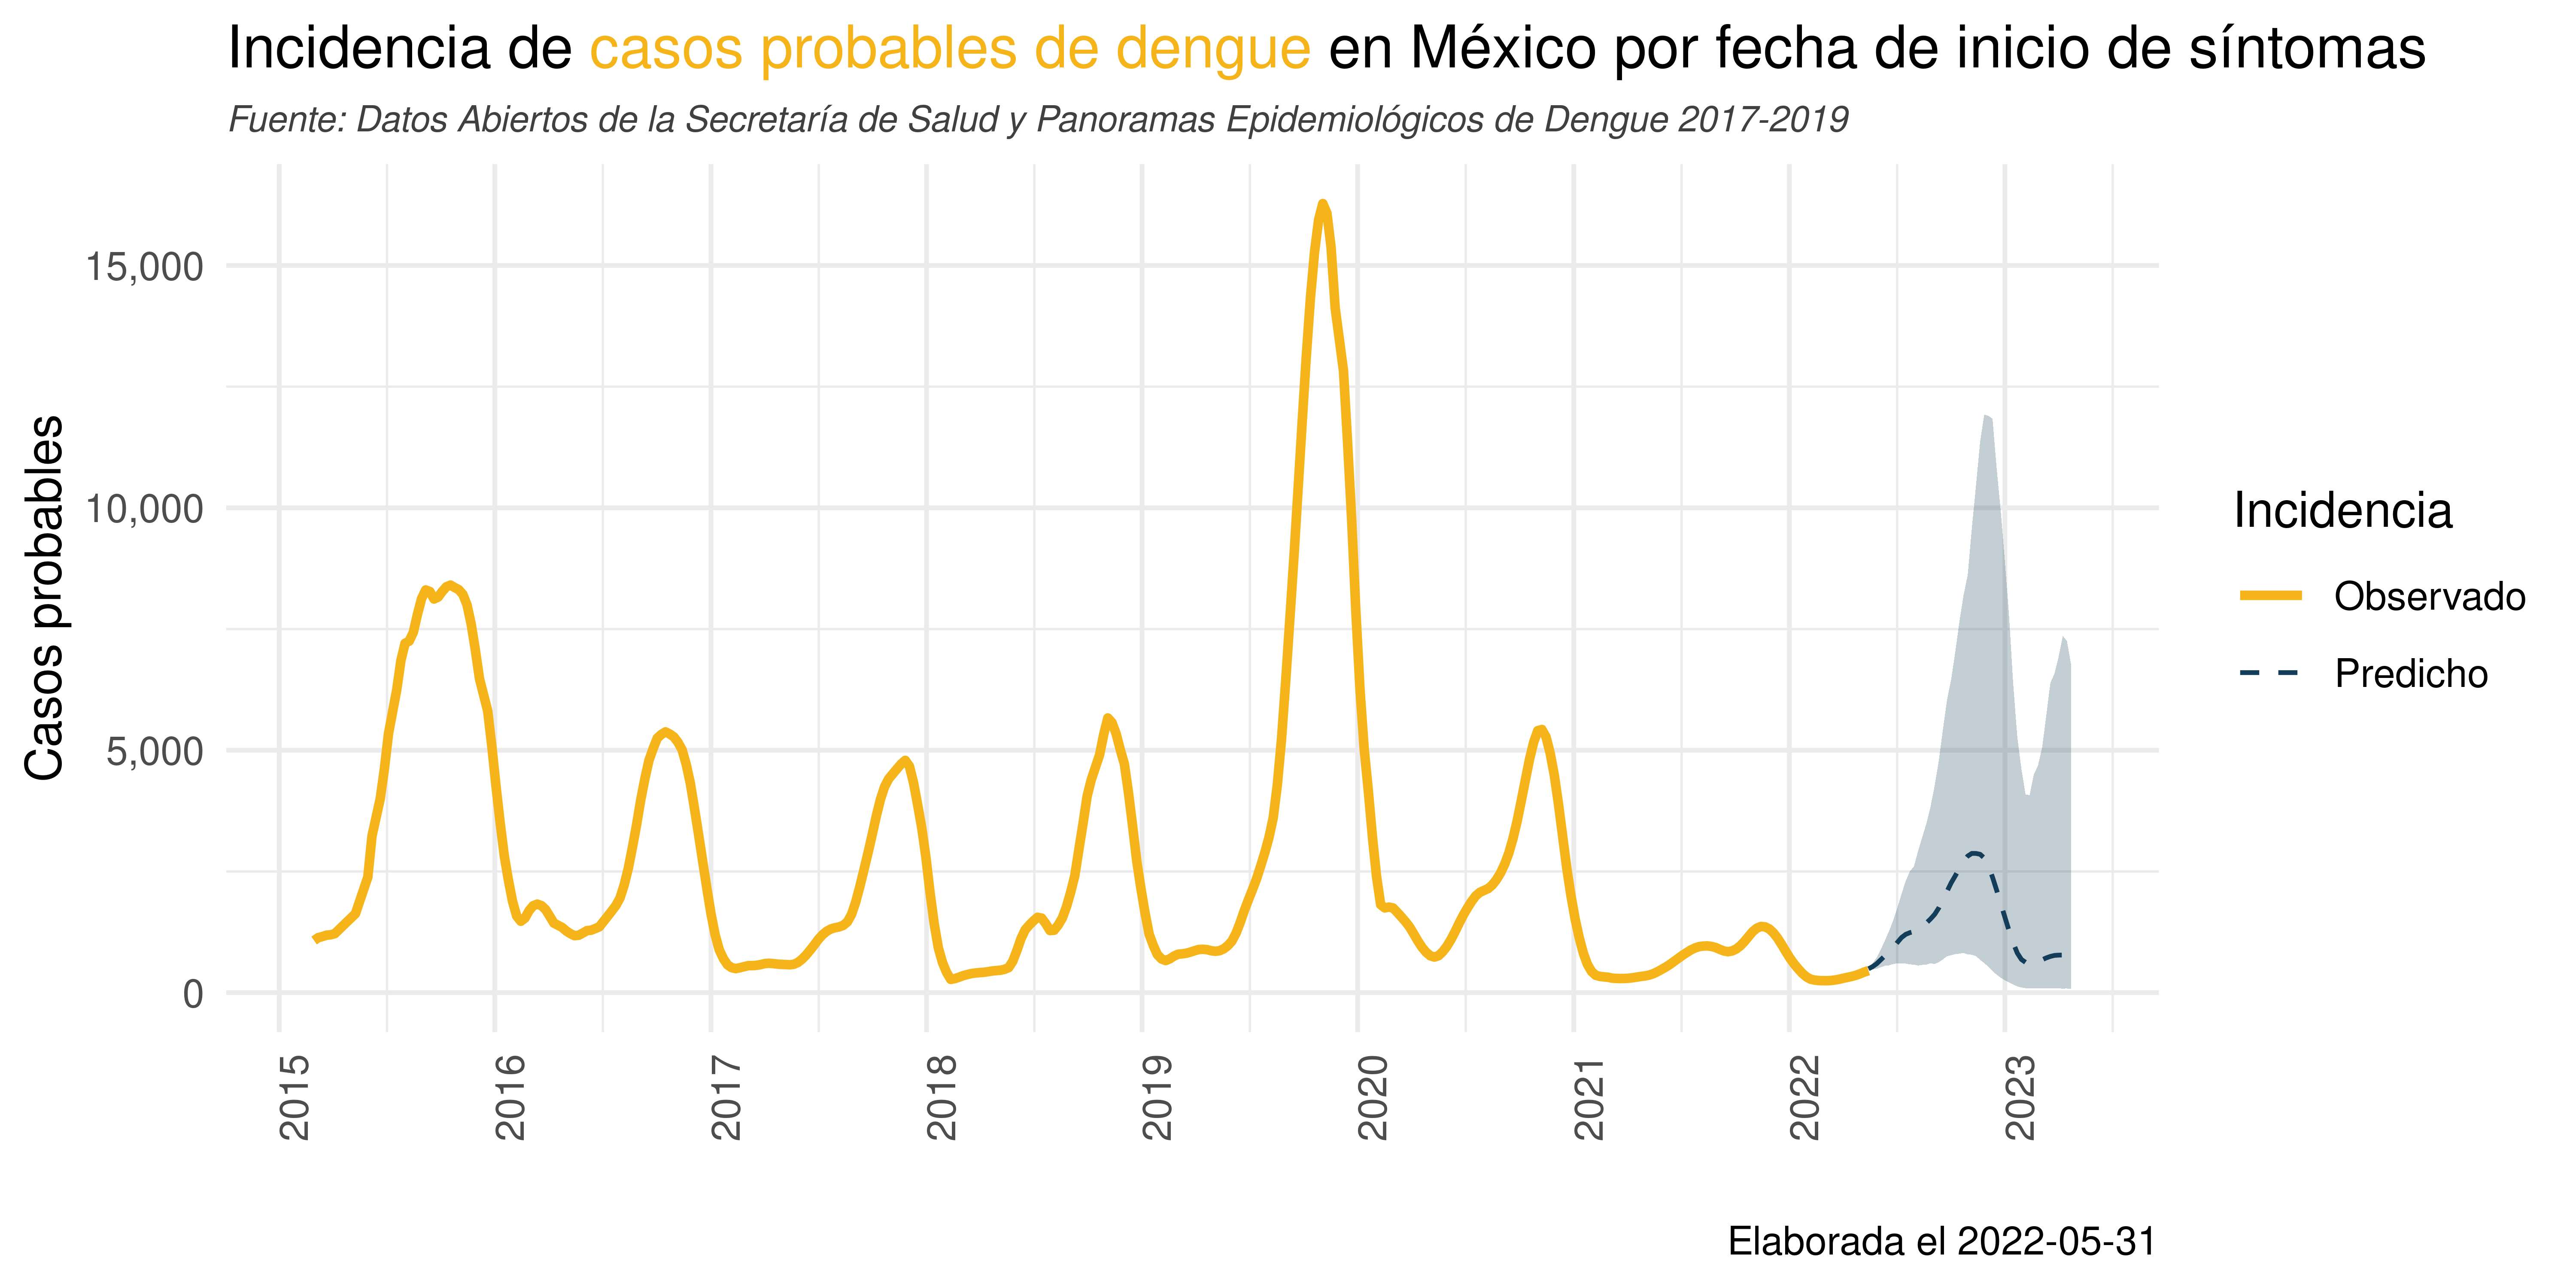 Incidencia de casos probables de dengue en México por fecha de inicio de síntomas
Fuente: Datos Abiertos de la Secretaría de Salud y Panoramas Epidemiológicos de Dengue 2017-2019
Casos probables
15,000
10,000
5,000
0
2015
2016
2017
2018
2019
2020
2021
2022
2023
Incidencia
Observado
Predicho
Elaborada el 2022-05-31